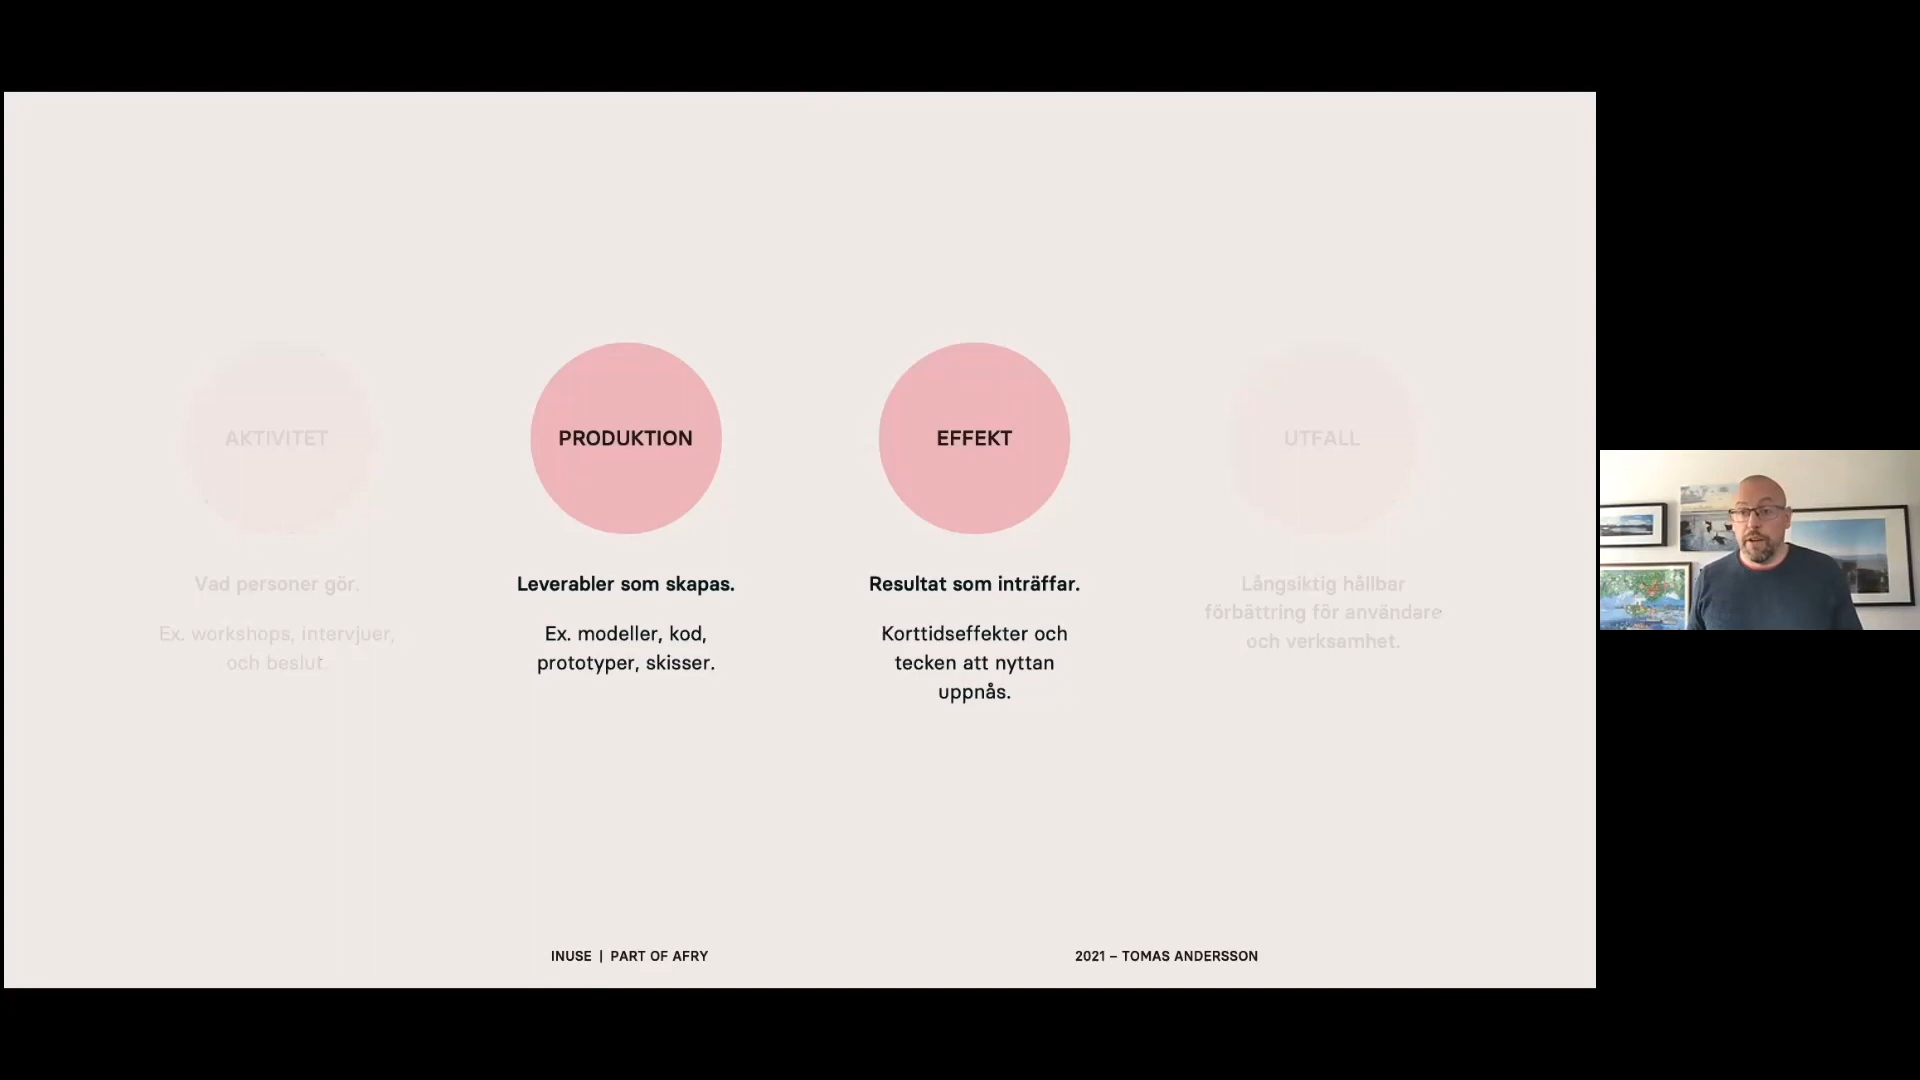 AKTIVITET
Vad personer gör.
Ex. workshops, intervjuer,
och beslut.
PRODUKTION
Leverabler som skapas.
Ex. modeller, kod,
prototyper, skisser.
EFFEKT
Resultat som inträffar.
Korttidseffekter och
tecken att nyttan
uppnås.
UTFALL
Långsiktig hållbar
förbättring för användare
och verksamhet.
INUSE | PART OF AFRY
2021 – TOMAS ANDERSSON